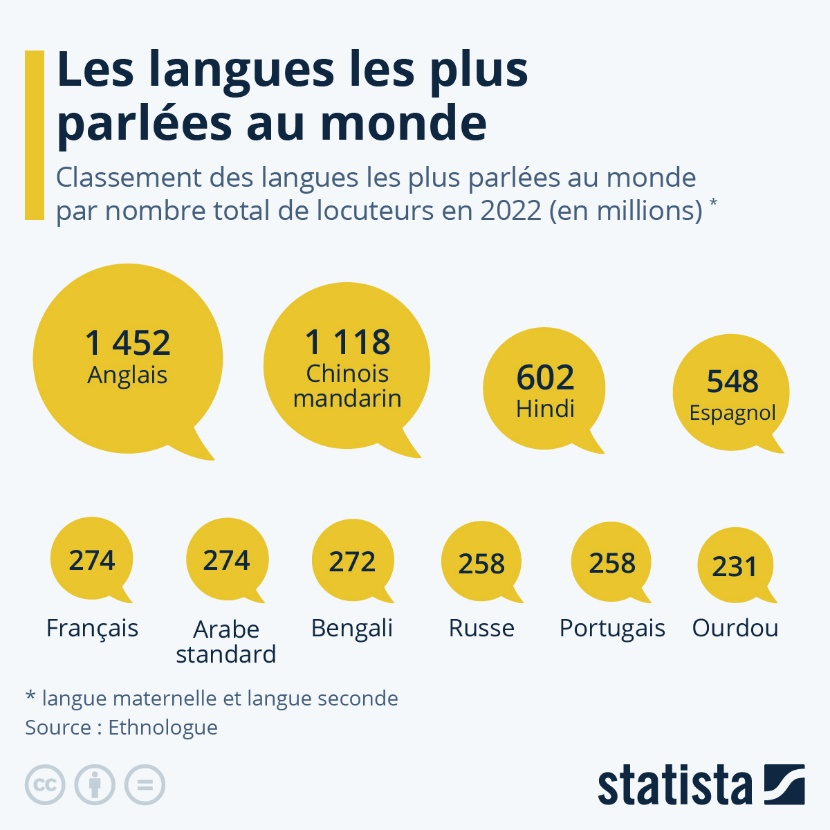 Les langues les plus
parlées au monde
Classement des langues les plus parlées au monde
par nombre total de locuteurs en 2022 (en millions) *
1 452
Anglais
1 118
Chinois
mandarin
602
Hindi
548
Espagnol
274
Français
274
Arabe
standard
272
Bengali
258
Russe
258
Portugais
231
Ourdou
* langue maternelle et langue seconde
Source : Ethnologue
cc
statista